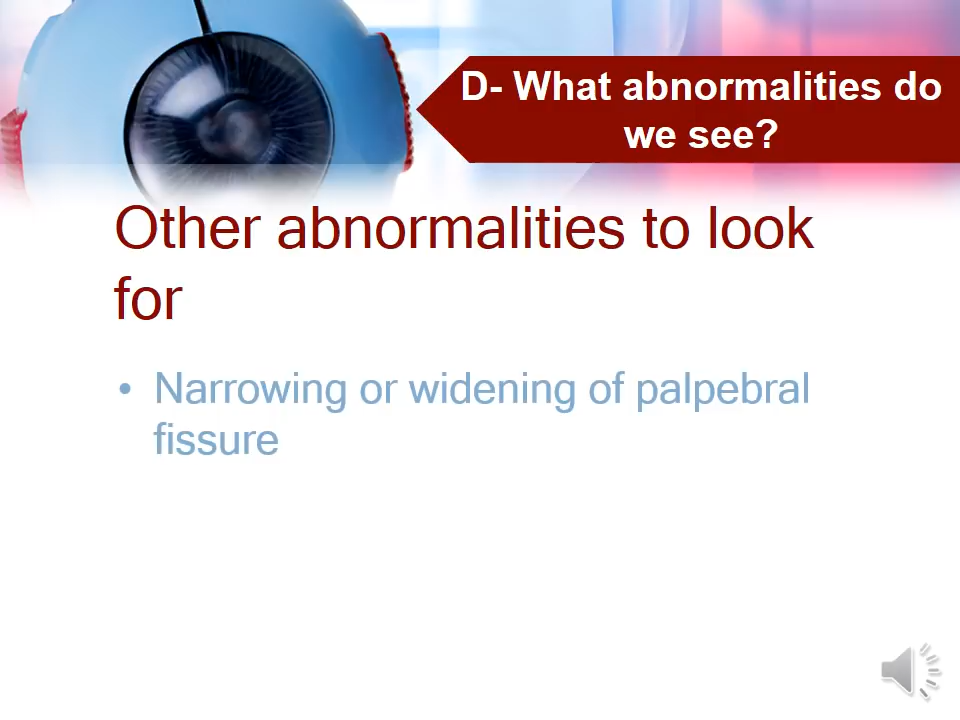 D- What abnormalities do
we see?
Other abnormalities to look
for
• Narrowing or widening of palpebral
fissure